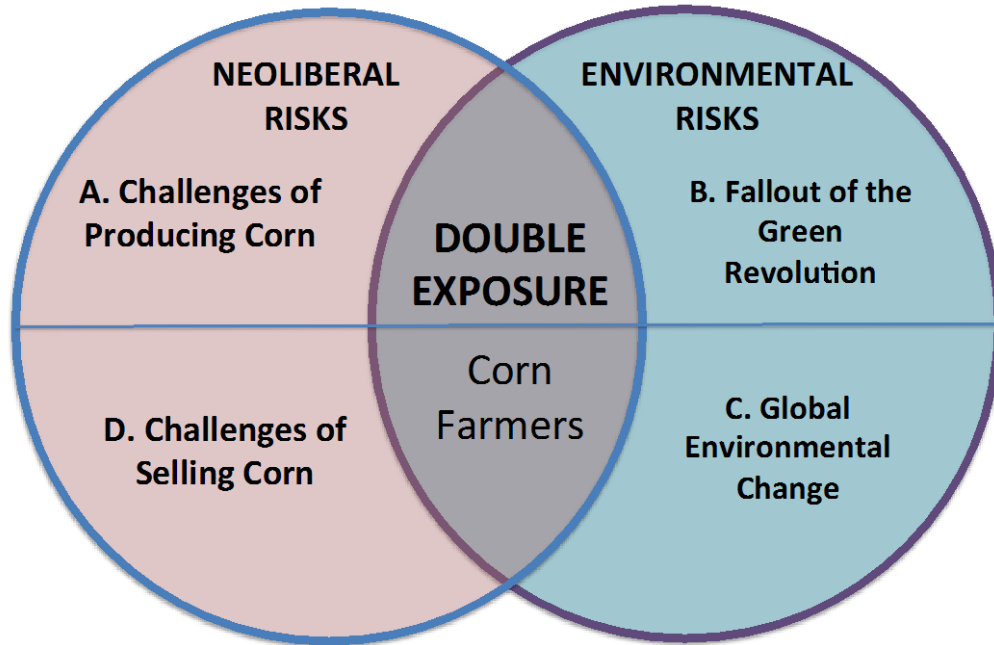 NEOLIBERAL
RISKS
A. Challenges of
Producing Corn
D. Challenges of
Selling Corn
DOUBLE
EXPOSURE
Corn
Farmers
ENVIRONMENTAL
RISKS
B. Fallout of the
Green
Revolution
C. Global
Environmental
Change